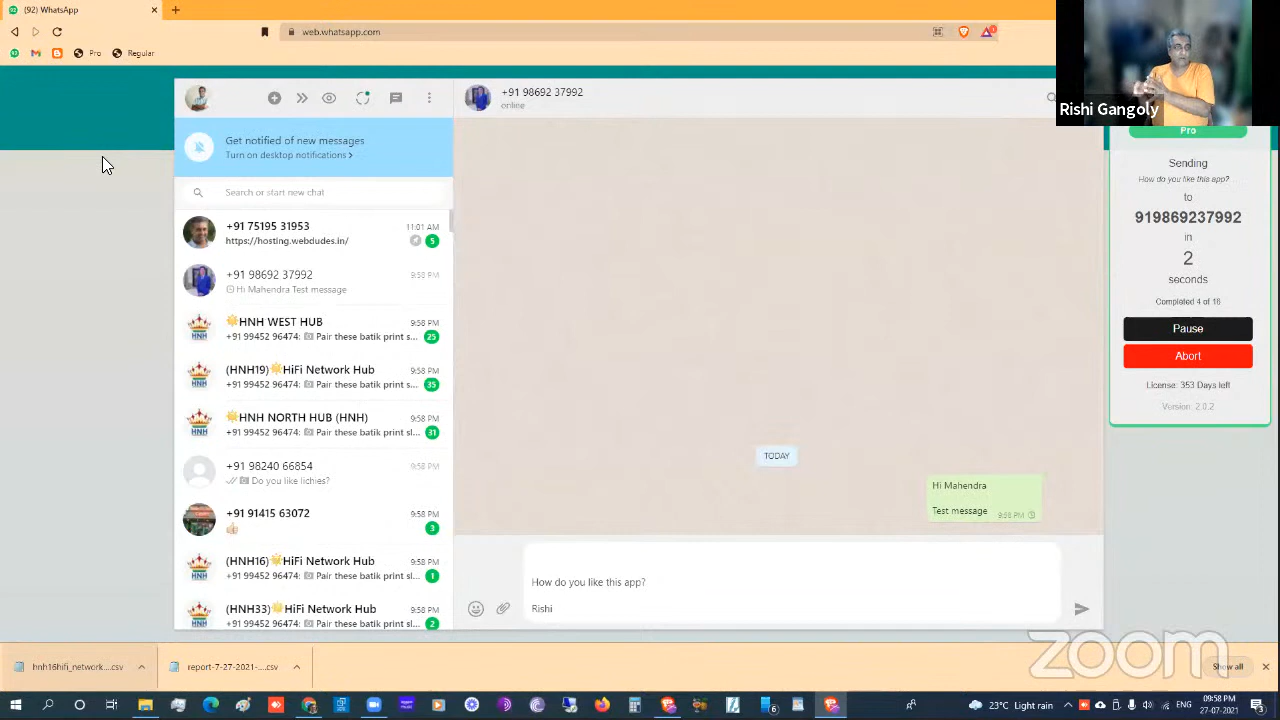 (92) WhatsApp
web.whatsapp.com
Pro
Regular
Rishi Gangoly
+91 98692 37992
online
Get notified of new messages
Turn on desktop notifications >
Search or start new chat
+91 75195 31953
11:01 AM
https://hosting.webdudes.in/
5
+91 98692 37992
9:58 PM
Hi Mahendra Test message
HNH WEST HUB
9:58 PM
+91 99452 96474: Pair these batik print s...
25
(HNH19) HiFi Network Hub
9:58 PM
+91 99452 96474: Pair these batik print s...
35
HNH NORTH HUB (HNH)
9:58 PM
+91 99452 96474: Pair these batik print sl...
31
+91 98240 66854
9:58 PM
Do you like lichies?
+91 91415 63072
9:58 PM
3
(HNH16) HiFi Network Hub
9:58 PM
+91 99452 96474: Pair these batik print sl...
1
(HNH33) HiFi Network Hub
9:58 PM
+91 99452 96474: Pair these batik print sl...
2
TODAY
Hi Mahendra
Test message
9:58 PM
How do you like this app?
Rishi
Pro
Sending
How do you like this app?
to
919869237992
in
2
seconds
Completed 4 of 16
Pause
Abort
License: 353 Days left
Version: 2.0.2
zoom
hnh16hifi_network....csv
report-7-27-2021-....csv
Show all
23°C Light rain
ENG
09:58 PM
27-07-2021